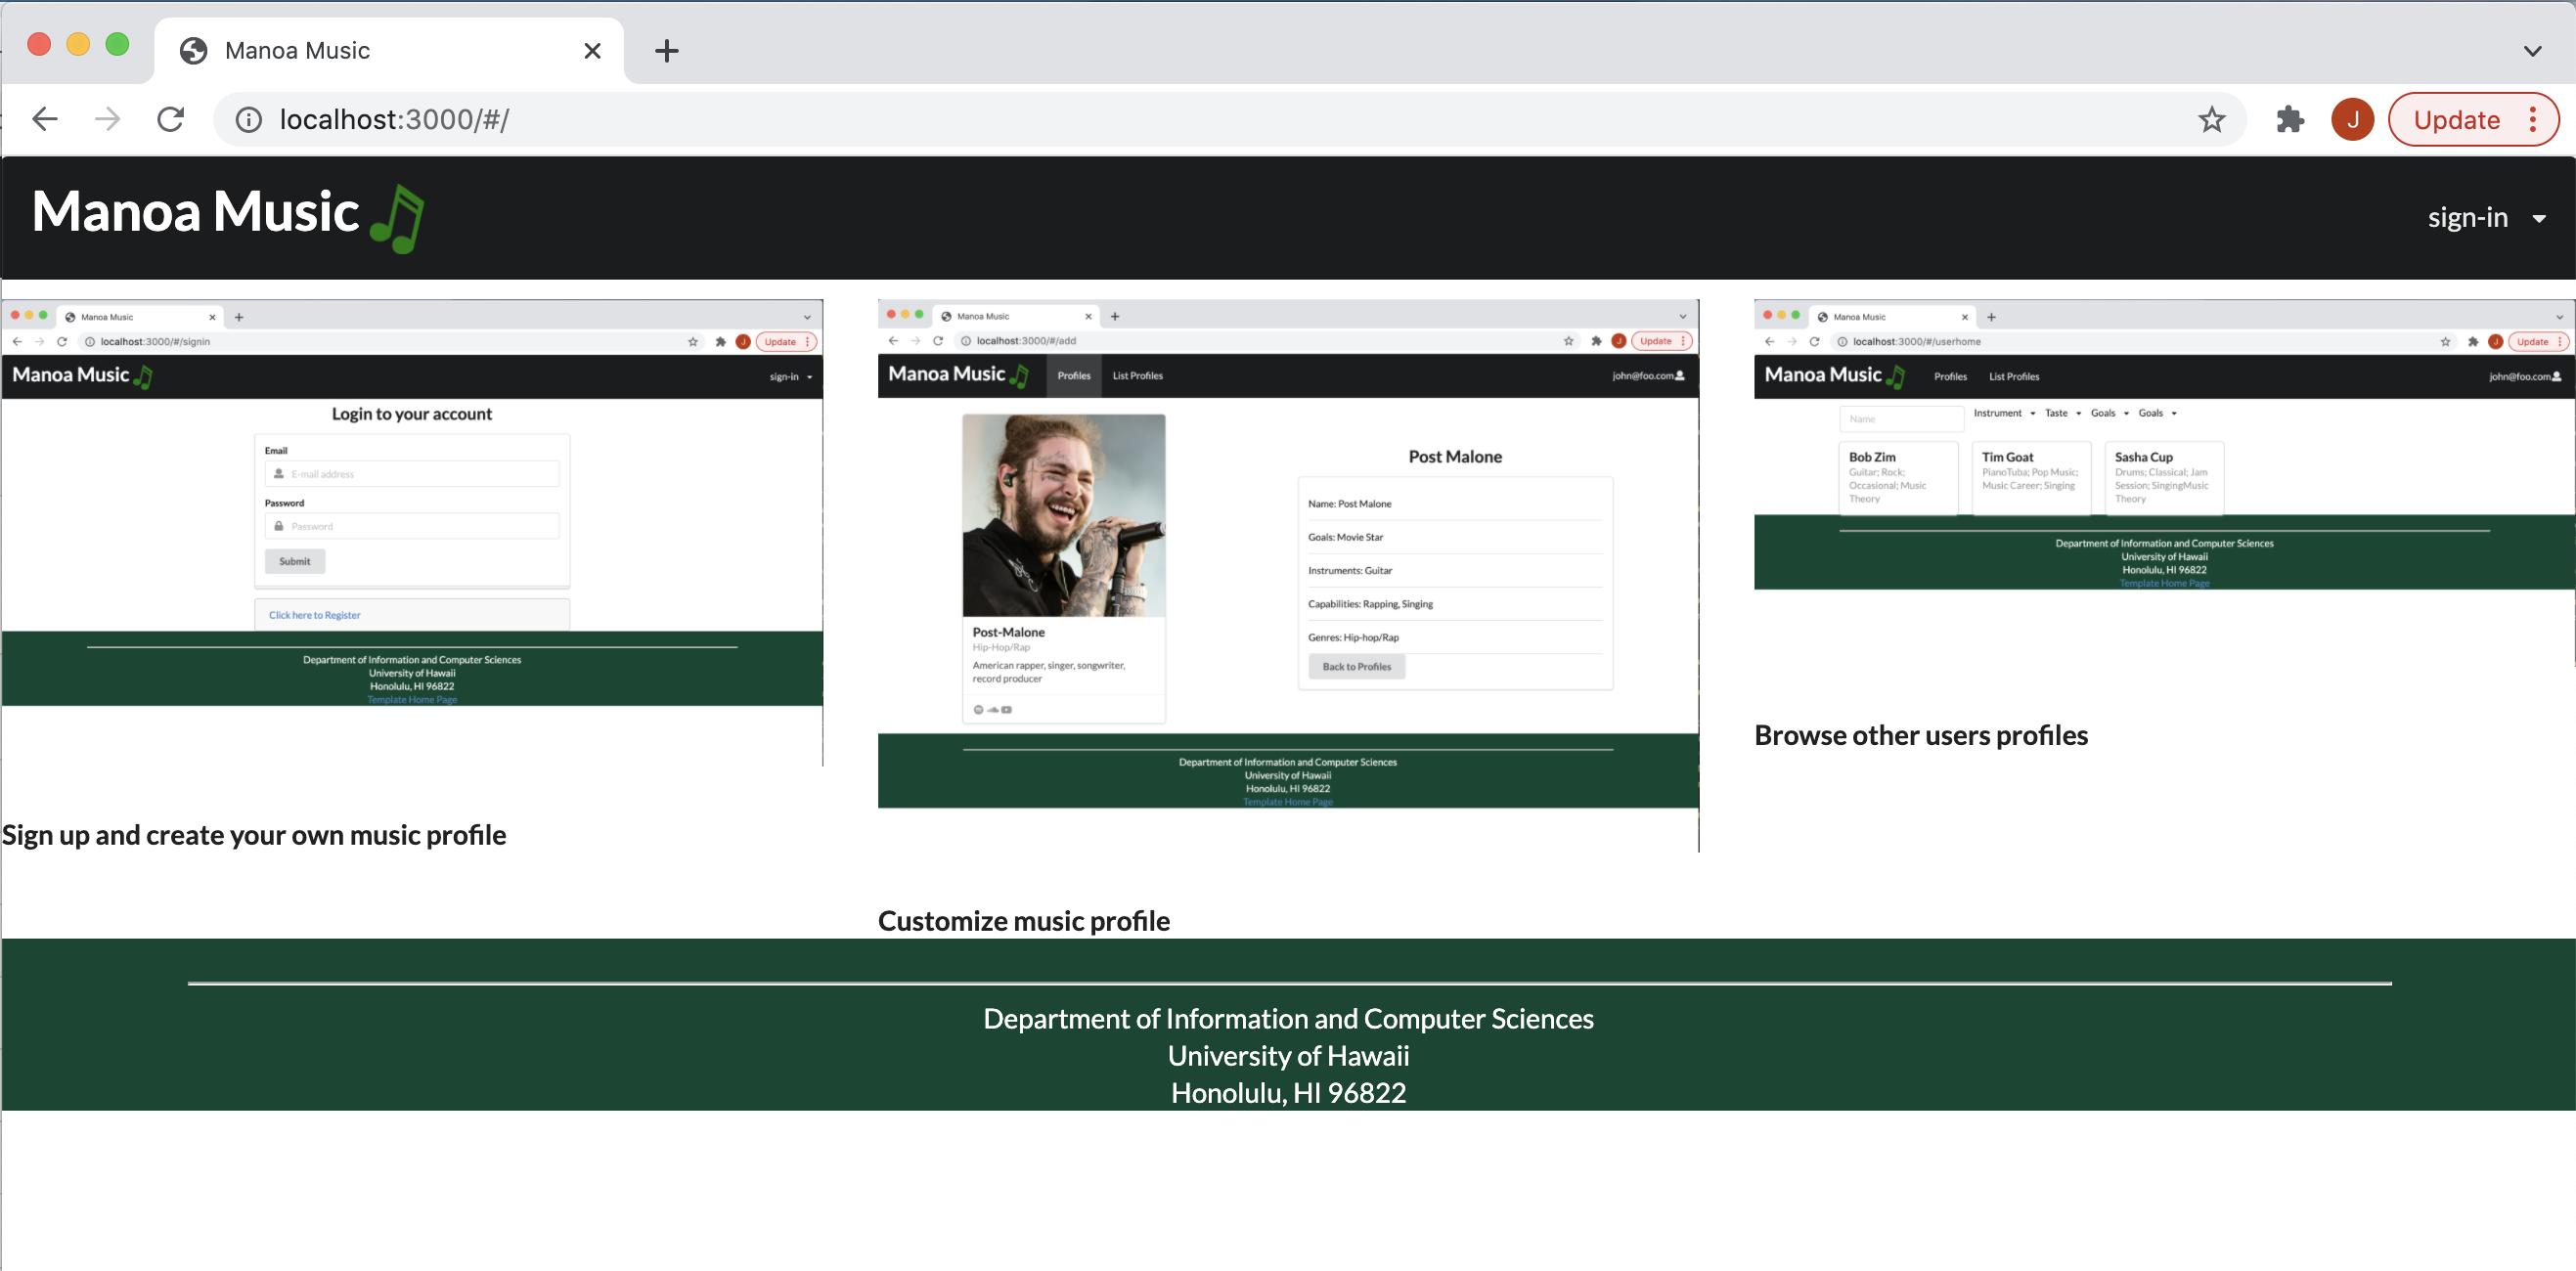 Manoa Music
localhost:3000/#/
J
Update
Manoa Music
sign-in
Manoa Music
localhost:3000/#/signin
J
Update
Manoa Music
sign-in
Login to your account
Email
E-mail address
Password
Password
Submit
Click here to Register
Department of Information and Computer Sciences
University of Hawaii
Honolulu, HI 96822
Template Home Page
Sign up and create your own music profile
Manoa Music
localhost:3000/#/add
J
Update
Manoa Music
Profiles
List Profiles
john@foo.com
Post-Malone
Hip-Hop/Rap
American rapper, singer, songwriter,
record producer
Post Malone
Name: Post Malone
Goals: Movie Star
Instruments: Guitar
Capabilities: Rapping, Singing
Genres: Hip-hop/Rap
Back to Profiles
Department of Information and Computer Sciences
University of Hawaii
Honolulu, HI 96822
Template Home Page
Customize music profile
Manoa Music
localhost:3000/#/userhome
J
Update
Manoa Music
Profiles
List Profiles
john@foo.com
Name
Instrument
Taste
Goals
Goals
Bob Zim
Guitar; Rock;
Occasional; Music
Theory
Tim Goat
PianoTuba; Pop Music;
Music Career; Singing
Sasha Cup
Drums; Classical; Jam
Session; SingingMusic
Theory
Department of Information and Computer Sciences
University of Hawaii
Honolulu, HI 96822
Template Home Page
Browse other users profiles
Department of Information and Computer Sciences
University of Hawaii
Honolulu, HI 96822